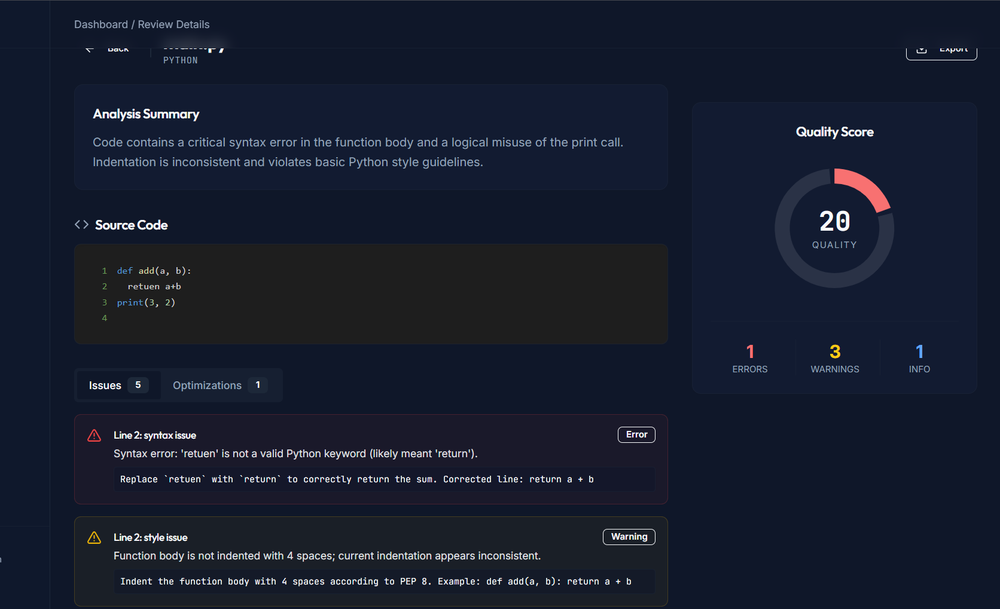 Dashboard / Review Details
Back
main.py
Export
PYTHON
Analysis Summary
Code contains a critical syntax error in the function body and a logical misuse of the print call.
Indentation is inconsistent and violates basic Python style guidelines.
Quality Score
20
QUALITY
1
ERRORS
3
WARNINGS
1
INFO
<> Source Code
1 def add(a, b):
2   retuen a+b
3 print(3, 2)
4
Issues 5
Optimizations 1
Line 2: syntax issue
Error
Syntax error: 'retuen' is not a valid Python keyword (likely meant 'return').
Replace `retuen` with `return` to correctly return the sum. Corrected line: return a + b
Line 2: style issue
Warning
Function body is not indented with 4 spaces; current indentation appears inconsistent.
Indent the function body with 4 spaces according to PEP 8. Example: def add(a, b): return a + b